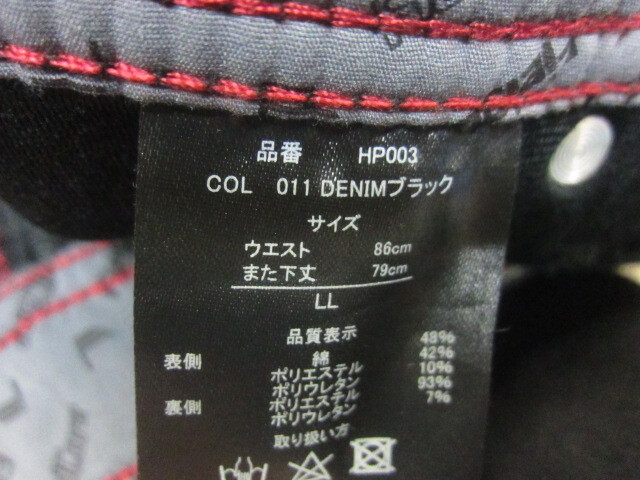 品番 HP003
COL 011 DENIMブラック
サイズ
ウエスト 86cm
また下丈 79cm
LL
品質表示
表側 綿 48%
ポリエステル 42%
ポリウレタン 10%
裏側 ポリエステル 93%
ポリウレタン 7%
取り扱い方